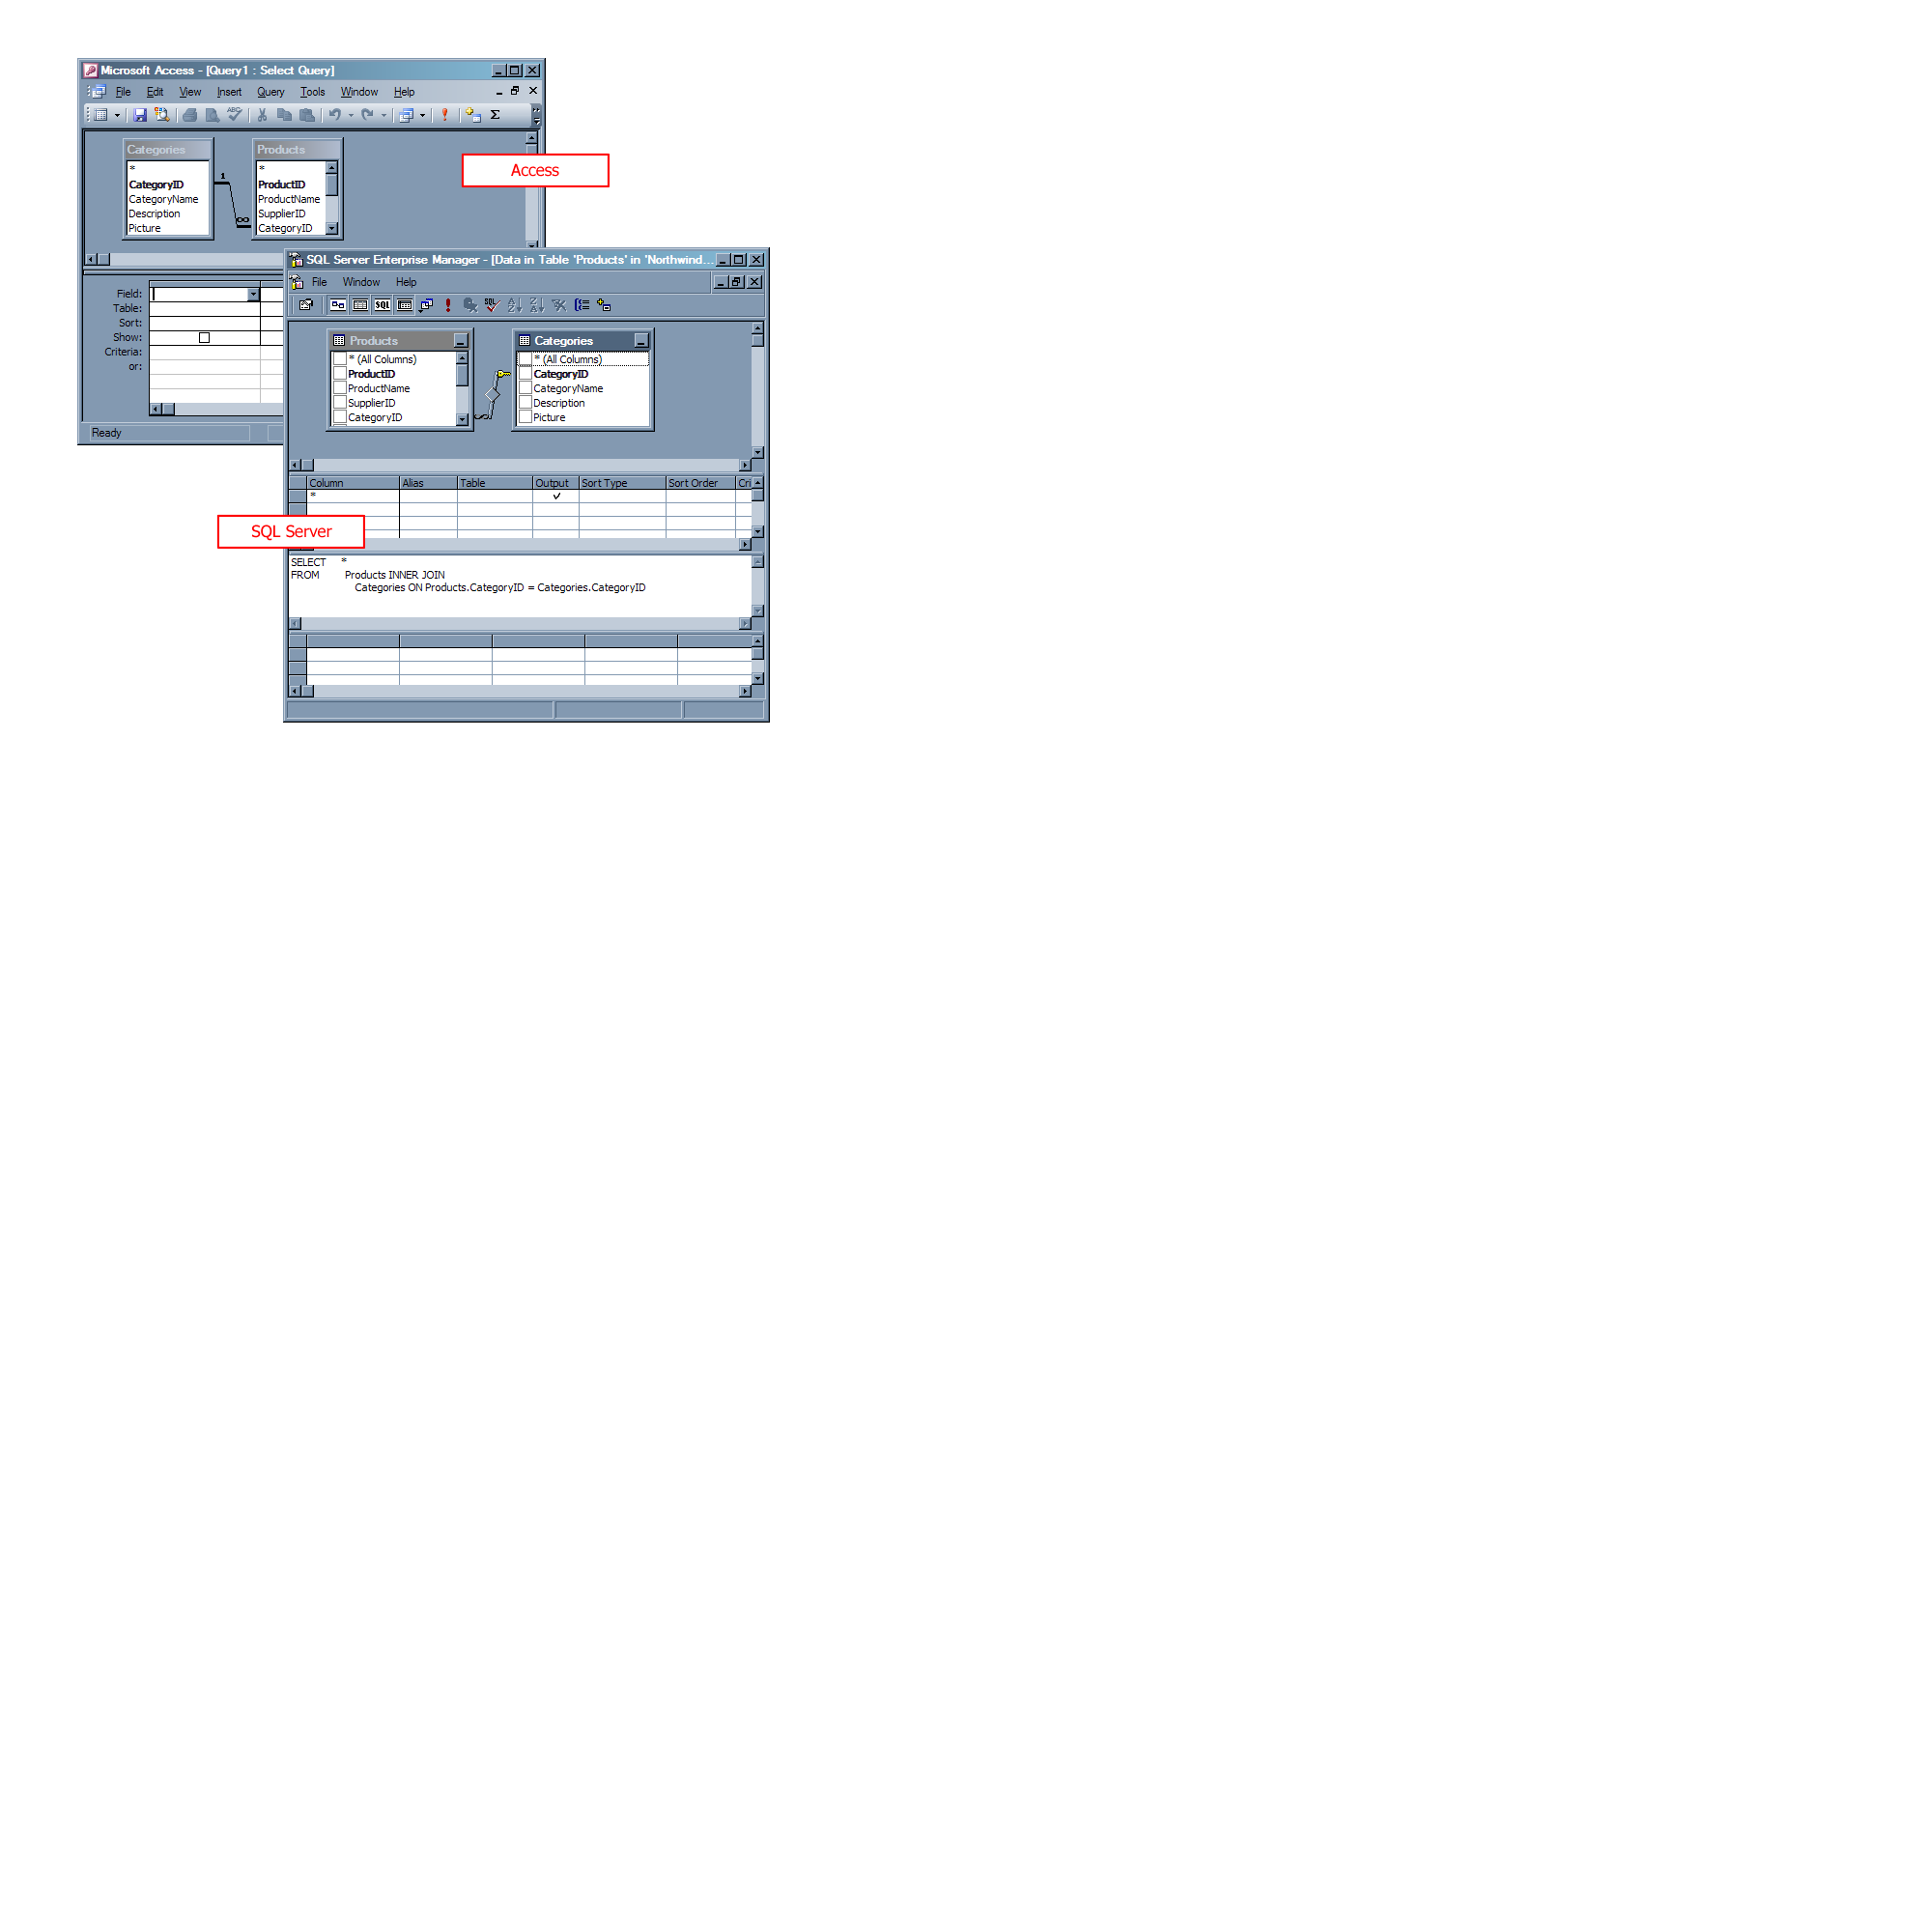 Microsoft Access - [Query1 : Select Query]
File Edit View Insert Query Tools Window Help
ABC
Categories
*
CategoryID
CategoryName
Description
Picture
1
∞
Products
*
ProductID
ProductName
SupplierID
CategoryID
Access
Field:
Table:
Sort:
Show:
Criteria:
or:
Ready
SQL Server Enterprise Manager - [Data in Table 'Products' in 'Northwind...
File Window Help
SQL SQL A Z Z A
Products
* (All Columns)
ProductID
ProductName
SupplierID
CategoryID
Categories
* (All Columns)
CategoryID
CategoryName
Description
Picture
Column Alias Table Output Sort Type Sort Order Cri
*
SQL Server
SELECT *
FROM Products INNER JOIN
Categories ON Products.CategoryID = Categories.CategoryID